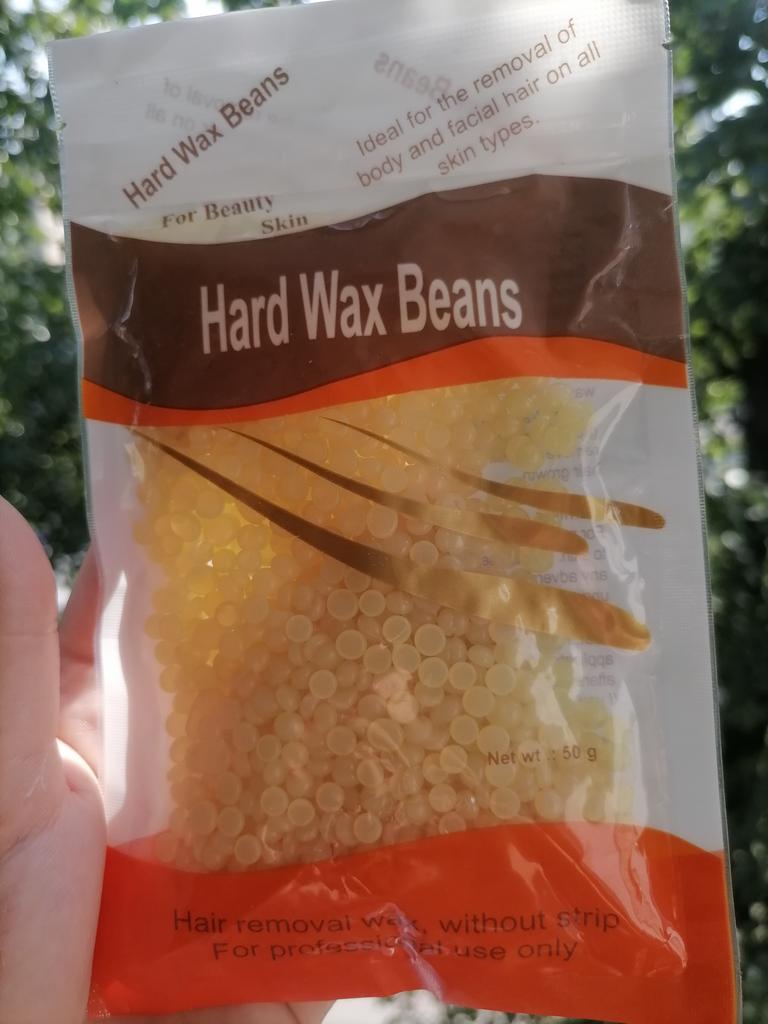 Hard Wax Beans
Ideal for the removal of
body and facial hair on all
skin types.
For Beauty
Skin
Hard Wax Beans
Net wt.: 50 g
Hair removal wax, without strip
For professional use only